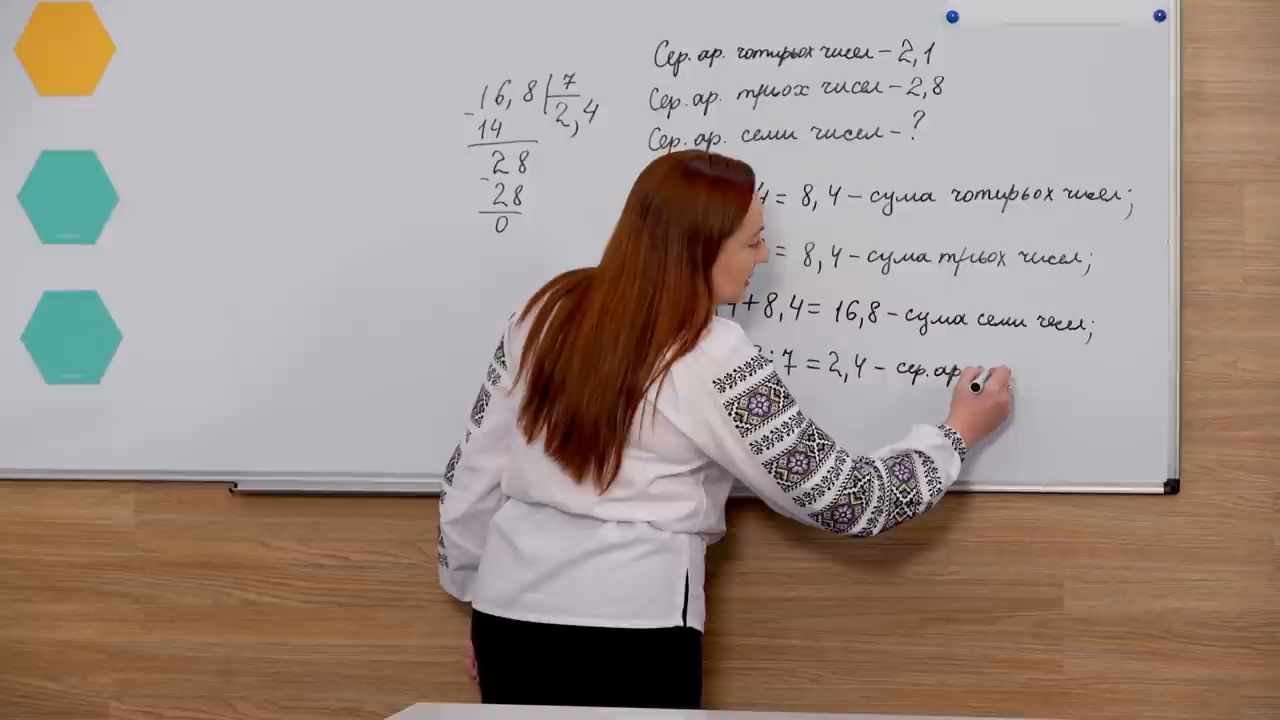 16,8 | 7
14 2,4
28
28
0
Сер. ар. чотирьох чисел – 2,1
Сер. ар. трьох чисел – 2,8
Сер. ар. семи чисел – ?
4 = 8,4 – сума чотирьох чисел;
= 8,4 – сума трьох чисел;
+ 8,4 = 16,8 – сума семи чисел;
: 7 = 2,4 – сер. ар